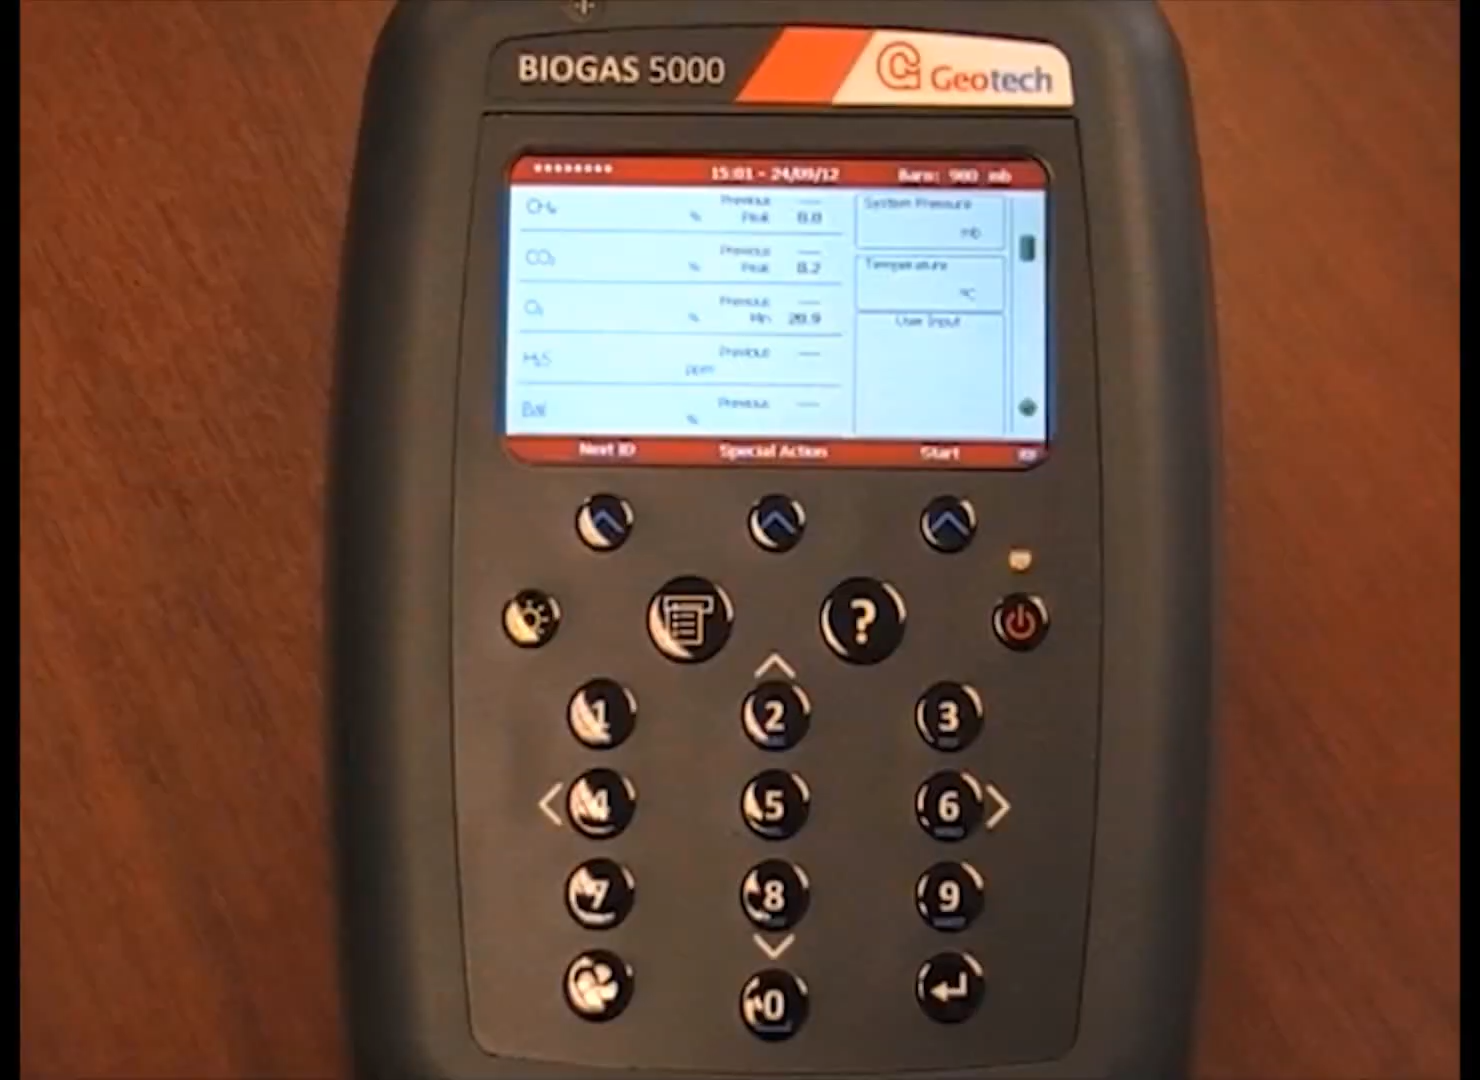 BIOGAS 5000
Geotech
******** 15:01 - 24/09/12 Baro: 980 mb
CH₄ % Previous ----
Peak 0.0
CO₂ % Previous ----
Peak 0.2
O₂ % Previous ----
Min 20.9
H₂S ppm Previous ----
Bal % Previous ----
System Pressure
mb
Temperature
°C
User Input
Next ID Special Action Start
?
1 2 3
4 5 6
7 8 9
0